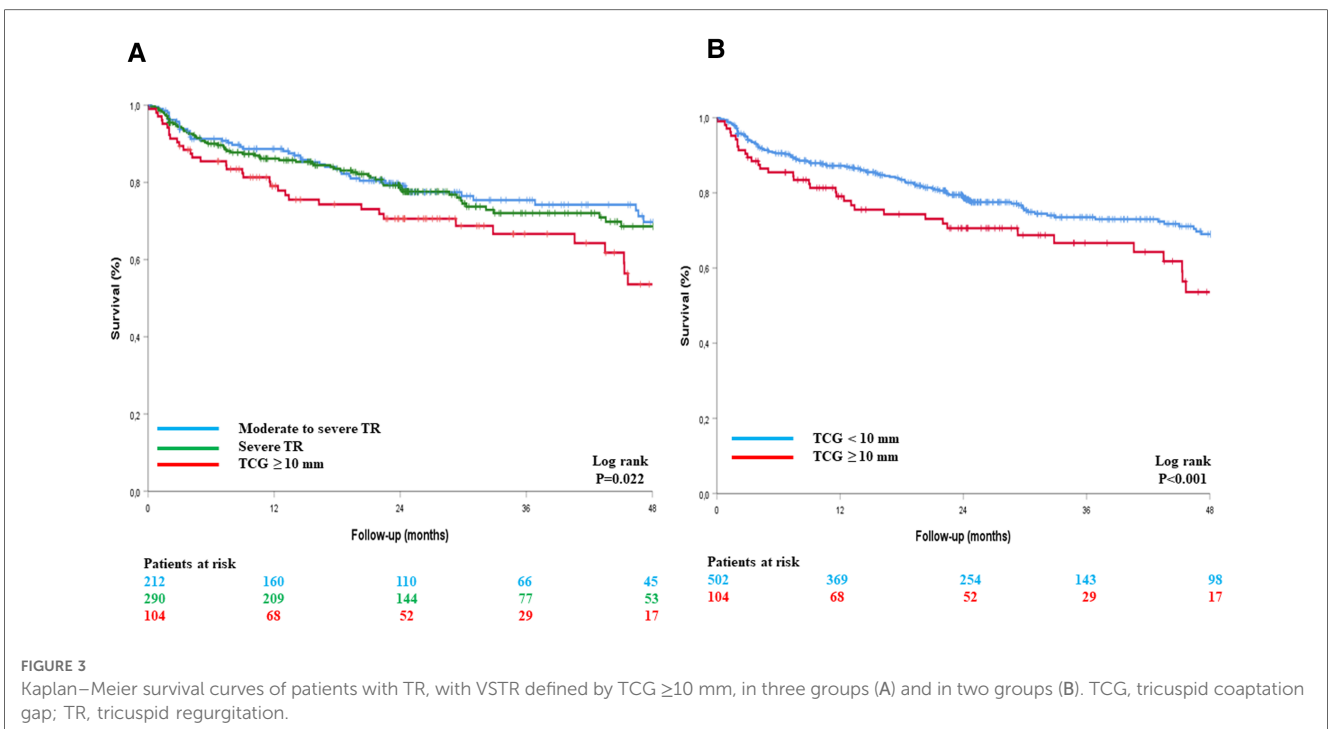 A
1,0
0,8
0,6
0,4
0,2
0,0
Survival (%)
Moderate to severe TR
Severe TR
TCG ≥ 10 mm
Log rank
P=0.022
0 12 24 36 48
Follow-up (months)
Patients at risk
212 160 110 66 45
290 209 144 77 53
104 68 52 29 17
B
1,0
0,8
0,6
0,4
0,2
0,0
Survival (%)
TCG < 10 mm
TCG ≥ 10 mm
Log rank
P<0.001
0 12 24 36 48
Follow-up (months)
Patients at risk
502 369 254 143 98
104 68 52 29 17
FIGURE 3
Kaplan–Meier survival curves of patients with TR, with VSTR defined by TCG ≥10 mm, in three groups (A) and in two groups (B). TCG, tricuspid coaptation
gap; TR, tricuspid regurgitation.